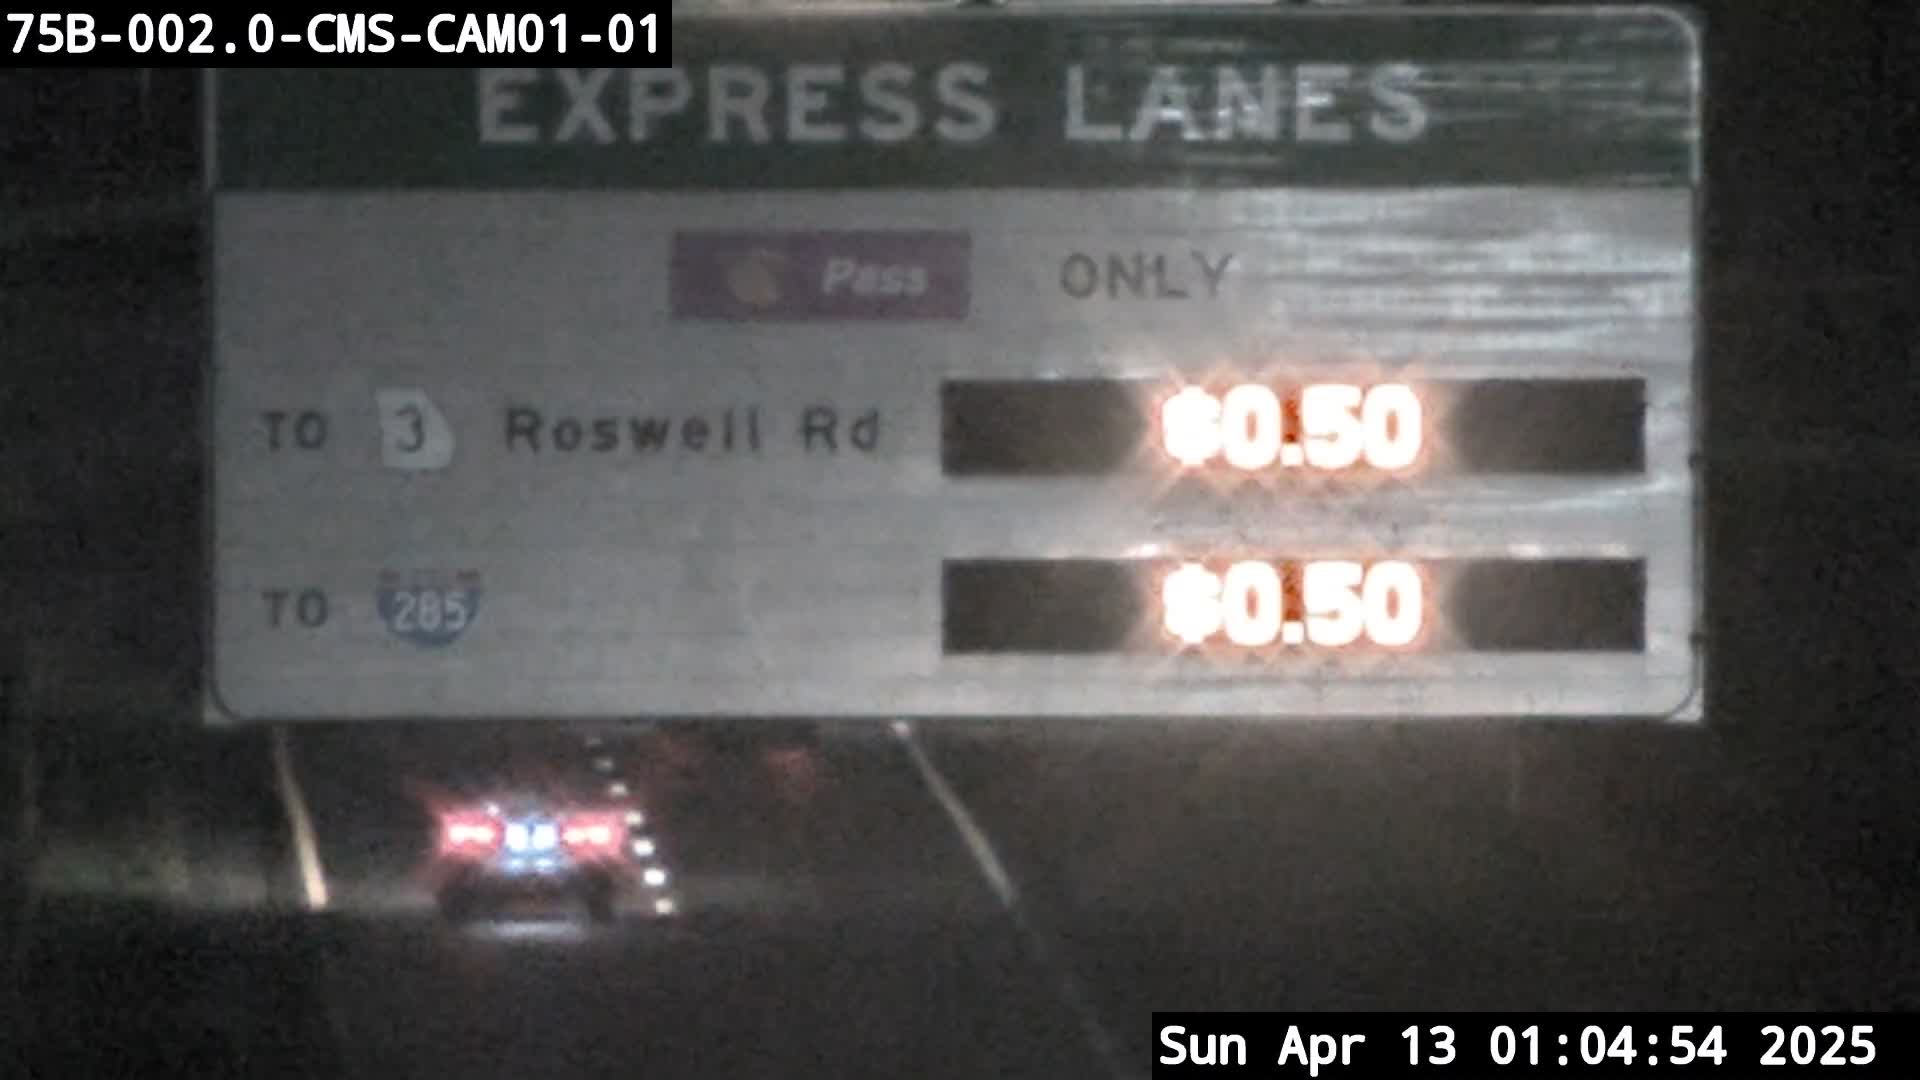 75B-002.0-CMS-CAM01-01
EXPRESS LANES
Pass ONLY
TO 3 Roswell Rd $0.50
TO 285 $0.50
Sun Apr 13 01:04:54 2025